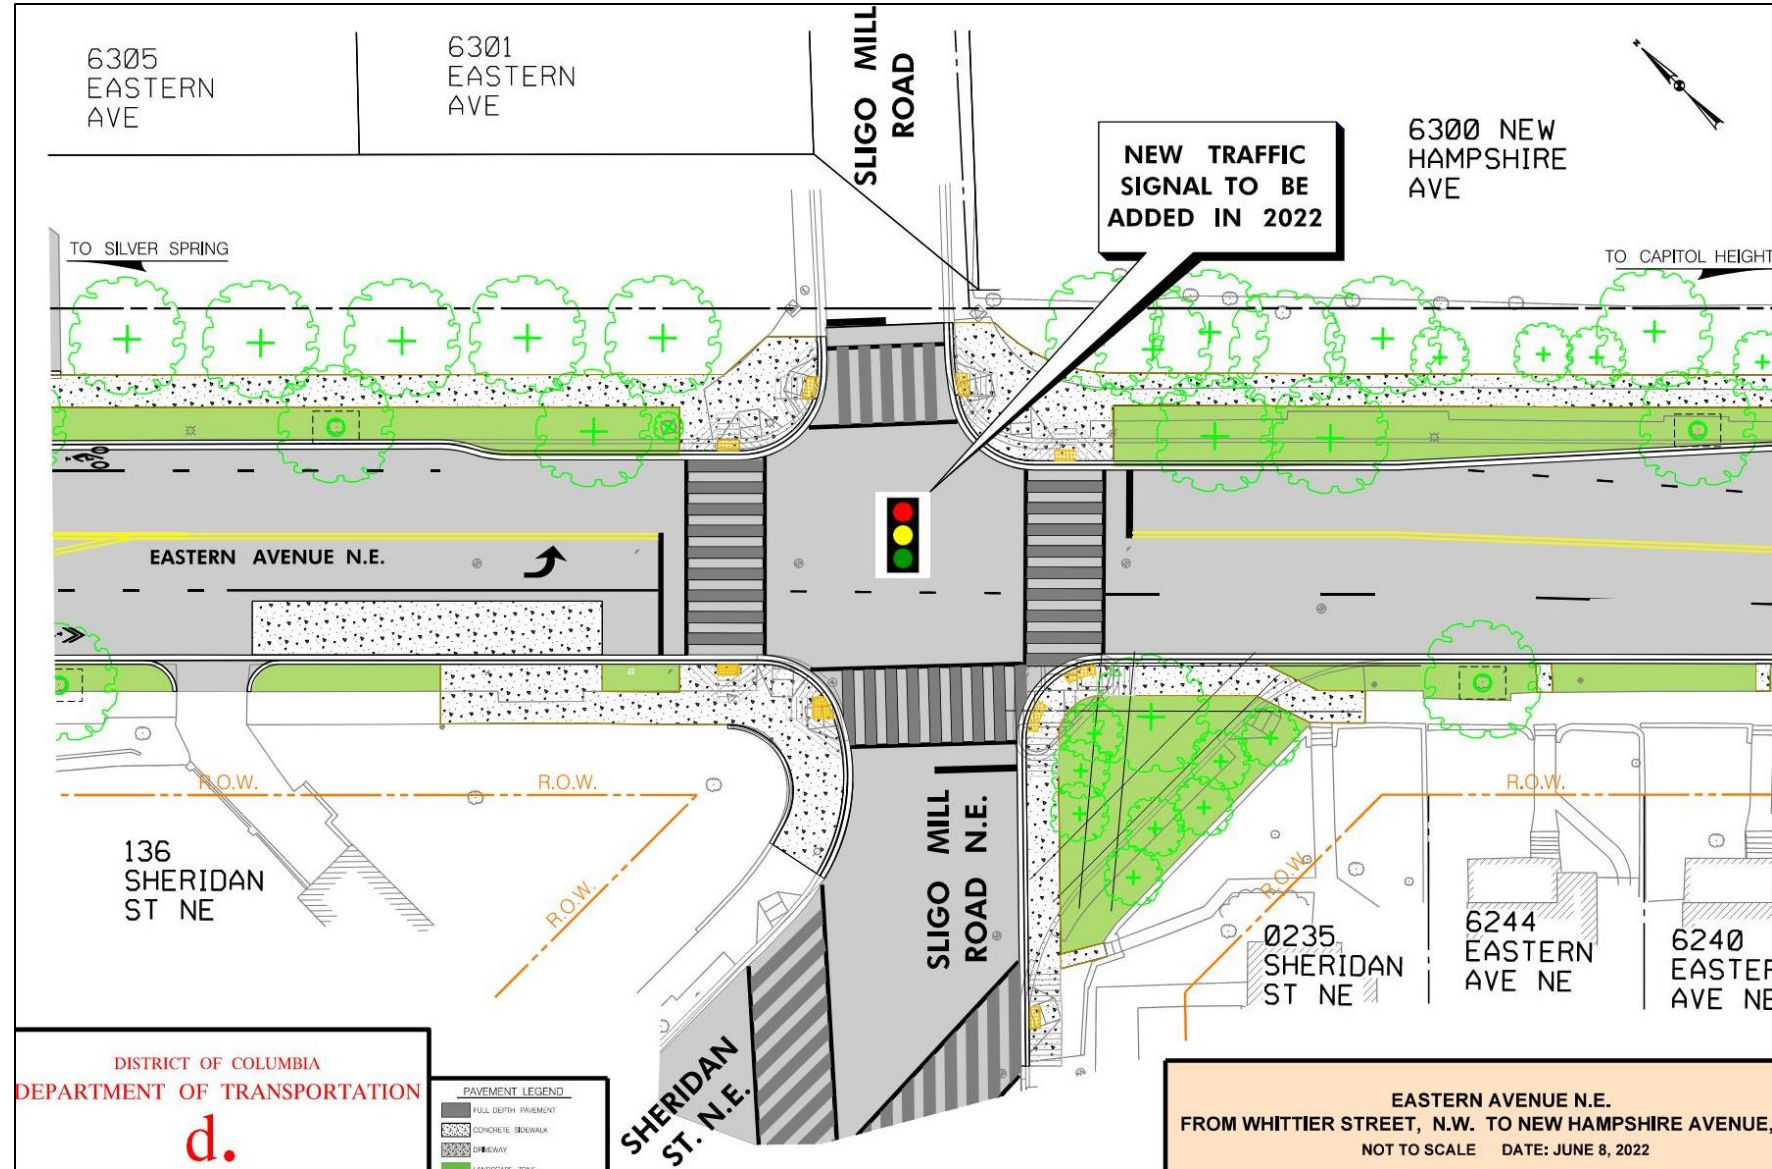 6305
EASTERN
AVE
6301
EASTERN
AVE
SLIGO MILL
ROAD
NEW TRAFFIC
SIGNAL TO BE
ADDED IN 2022
6300 NEW
HAMPSHIRE
AVE
N
TO SILVER SPRING
TO CAPITOL HEIGHT
EASTERN AVENUE N.E.
R.O.W.
R.O.W.
R.O.W.
R.O.W.
R.O.W.
136
SHERIDAN
ST NE
SLIGO MILL
ROAD N.E.
0235
SHERIDAN
ST NE
6244
EASTERN
AVE NE
6240
EASTER
AVE NE
SHERIDAN
ST. N.E.
DISTRICT OF COLUMBIA
DEPARTMENT OF TRANSPORTATION
d.
PAVEMENT LEGEND
FULL DEPTH PAVEMENT
CONCRETE SIDEWALK
DRIVEWAY
LANDSCAPE ZONE
EASTERN AVENUE N.E.
FROM WHITTIER STREET, N.W. TO NEW HAMPSHIRE AVENUE,
NOT TO SCALE DATE: JUNE 8, 2022